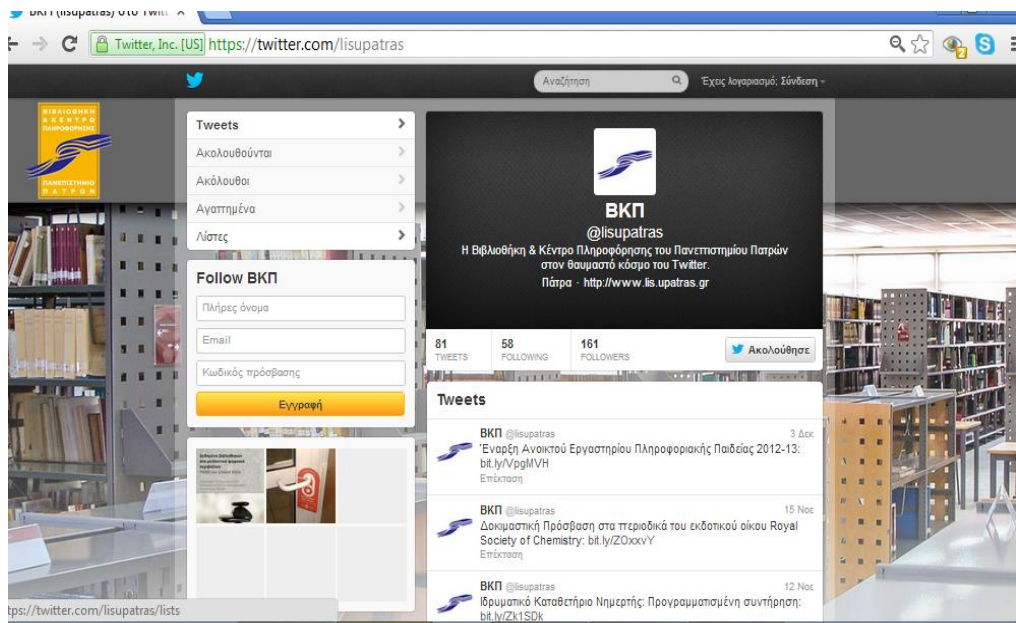 ΒΚΠ (lisupatras) στο Twitt
Twitter, Inc. [US] https://twitter.com/lisupatras
Αναζήτηση
Έχεις λογαριασμό; Σύνδεση
ΒΙΒΛΙΟΘΗΚΗ
& ΚΕΝΤΡΟ
ΠΛΗΡΟΦΟΡΗΣΗΣ
ΠΑΝΕΠΙΣΤΗΜΙΟ
ΠΑΤΡΩΝ
Tweets
Ακολουθούνται
Ακόλουθοι
Αγαπημένα
Λίστες
Follow ΒΚΠ
Πλήρες όνομα
Email
Κωδικός πρόσβασης
Εγγραφή
ΒΚΠ
@lisupatras
Η Βιβλιοθήκη & Κέντρο Πληροφόρησης του Πανεπιστημίου Πατρών
στον θαυμαστό κόσμο του Twitter.
Πάτρα - http://www.lis.upatras.gr
81 TWEETS
58 FOLLOWING
161 FOLLOWERS
Ακολούθησε
Tweets
ΒΚΠ @lisupatras 3 Δεκ
Έναρξη Ανοικτού Εργαστηρίου Πληροφοριακής Παιδείας 2012-13:
bit.ly/VpgMVH
Επέκταση
ΒΚΠ @lisupatras 15 Νοε
Δοκιμαστική Πρόσβαση στα περιοδικά του εκδοτικού οίκου Royal
Society of Chemistry: bit.ly/ZOxxvY
Επέκταση
ΒΚΠ @lisupatras 12 Νοε
Ιδρυματικό Καταθετήριο Νημερτής: Προγραμματισμένη συντήρηση:
bit.ly/Zk1SDk
tps://twitter.com/lisupatras/lists